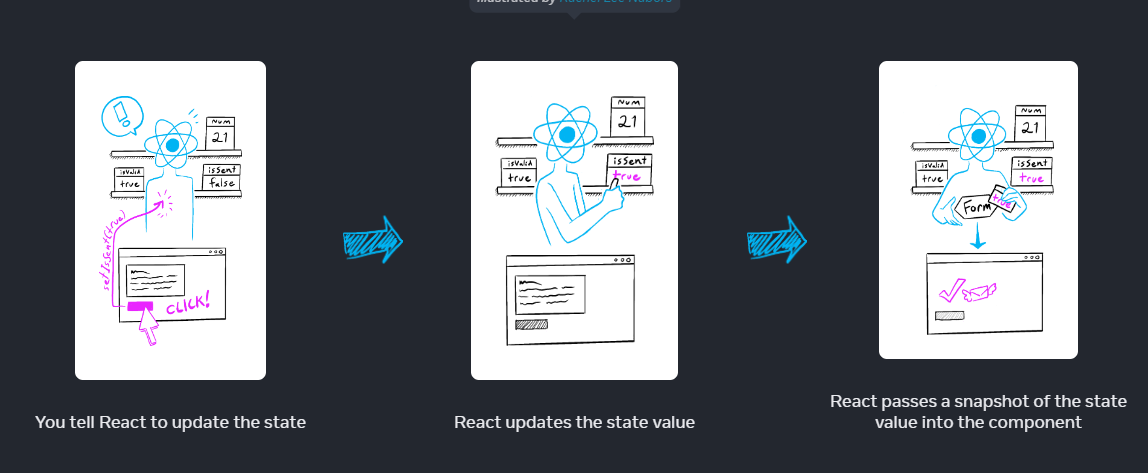 Illustrated by Rachel Lee Nabors
Num
21
isValid
true
isSent
false
setIsSent(true)
CLICK!
You tell React to update the state
Num
21
isValid
true
isSent
true
React updates the state value
Num
21
isValid
true
isSent
true
Form
true
React passes a snapshot of the state
value into the component